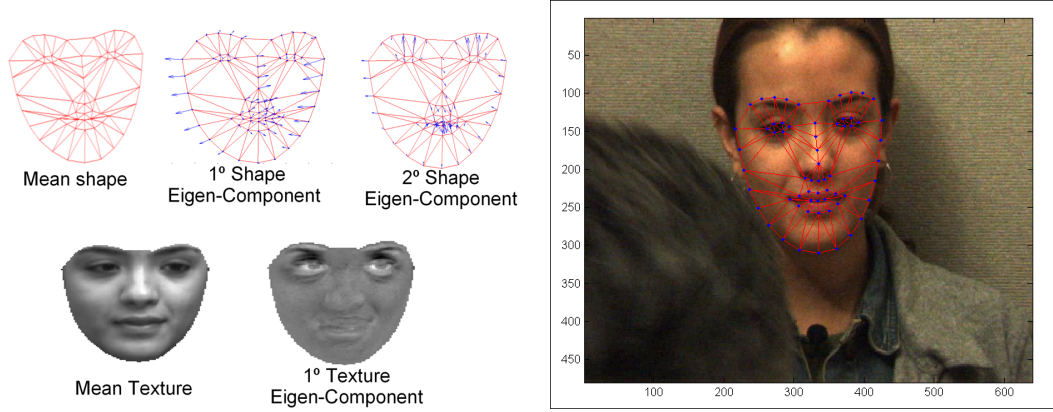 Mean shape
1º Shape
Eigen-Component
2º Shape
Eigen-Component
Mean Texture
1º Texture
Eigen-Component
50
100
150
200
250
300
350
400
450
100
200
300
400
500
600